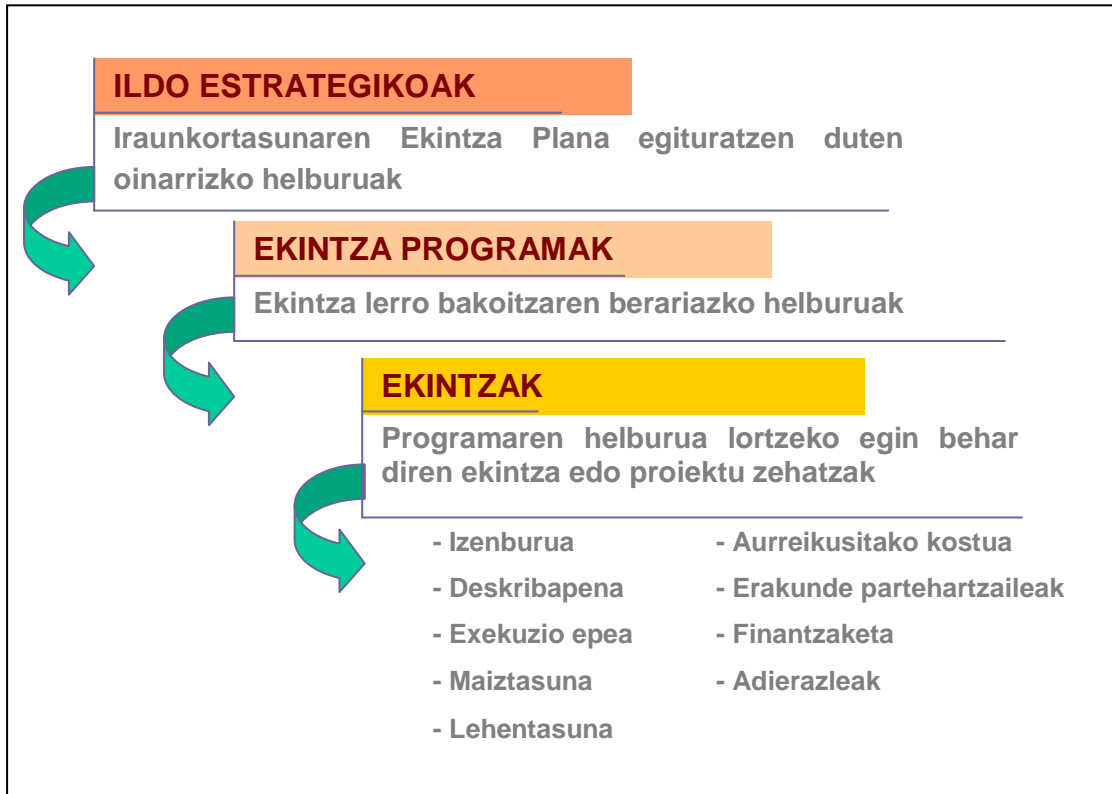 ILDO ESTRATEGIKOAK
Iraunkortasunaren Ekintza Plana egituratzen duten
oinarrizko helburuak
EKINTZA PROGRAMAK
Ekintza lerro bakoitzaren berariazko helburuak
EKINTZAK
Programaren helburua lortzeko egin behar
diren ekintza edo proiektu zehatzak
- Izenburua
- Deskribapena
- Exekuzio epea
- Maiztasuna
- Lehentasuna
- Aurreikusitako kostua
- Erakunde partehartzaileak
- Finantzaketa
- Adierazleak